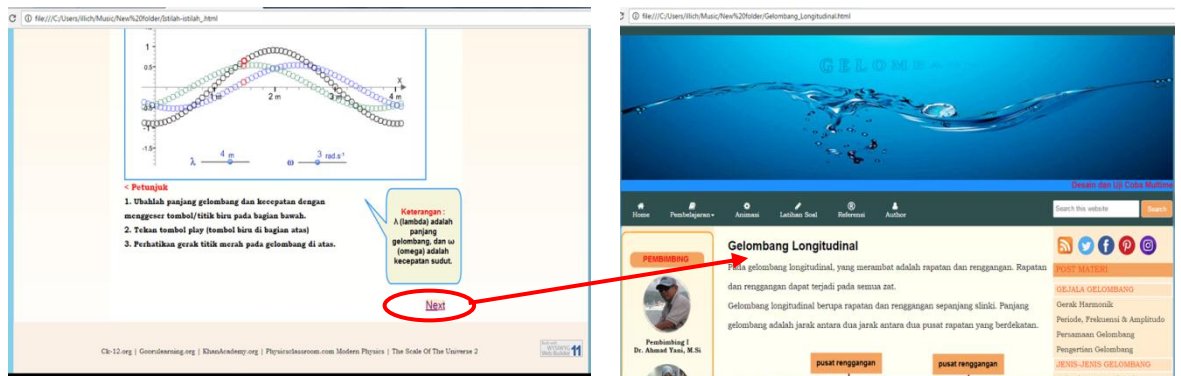 file:///C:/Users/illich/Music/New%20folder/Istilah-istilah_.html
1
0.5
-1
-1.5
X
1 m
2 m
3 m
4 m
λ
4 m
ω
3 rad.s⁻¹
< Petunjuk
1. Ubahlah panjang gelombang dan kecepatan dengan
menggeser tombol/titik biru pada bagian bawah.
2. Tekan tombol play (tombol biru di bagian atas)
3. Perhatikan gerak titik merah pada gelombang di atas.
Keterangan :
λ (lambda) adalah
panjang
gelombang, dan ω
(omega) adalah
kecepatan sudut.
Next
Ck-12.org | Goorulearning.org | KhanAcademy.org | Physicsclassroom.com Modern Physics | The Scale Of The Universe 2
WYSIWYG
Web Builder 11
file:///C:/Users/illich/Music/New%20folder/Gelombang_Longitudinal.html
GELOMBANG
Desain dan Uji Coba Multime
Home
Pembelajaran
Animasi
Latihan Soal
Referensi
Author
Search this website
Search
PEMBIMBING
Pembimbing I
Dr. Ahmad Yani, M.Si
Gelombang Longitudinal
Pada gelombang longitudinal, yang merambat adalah rapatan dan renggangan. Rapatan
dan renggangan dapat terjadi pada semua zat.
Gelombang longitudinal berupa rapatan dan renggangan sepanjang slinki. Panjang
gelombang adalah jarak antara dua jarak antara dua pusat rapatan yang berdekatan.
pusat renggangan
pusat renggangan
POST MATERI
GEJALA GELOMBANG
Gerak Harmonik
Periode, Frekuensi & Amplitudo
Persamaan Gelombang
Pengertian Gelombang
JENIS-JENIS GELOMBANG